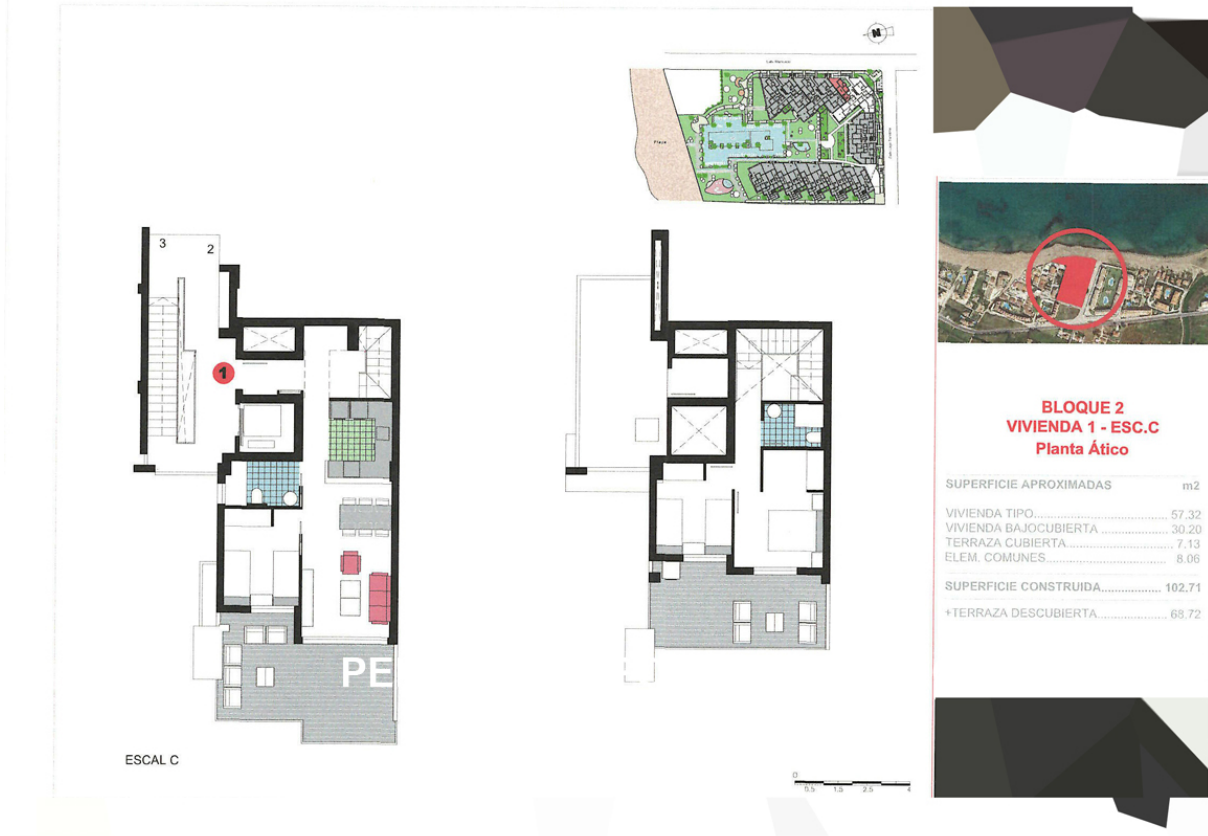 N
Playa
3
2
1
PE
ESCAL C
0.5 1.5 2.5 4
BLOQUE 2
VIVIENDA 1 - ESC.C
Planta Ático
SUPERFICIE APROXIMADAS m2
VIVIENDA TIPO 57.32
VIVIENDA BAJOCUBIERTA 30.20
TERRAZA CUBIERTA 7.13
ELEM. COMUNES 8.06
SUPERFICIE CONSTRUIDA 102.71
+TERRAZA DESCUBIERTA 68.72